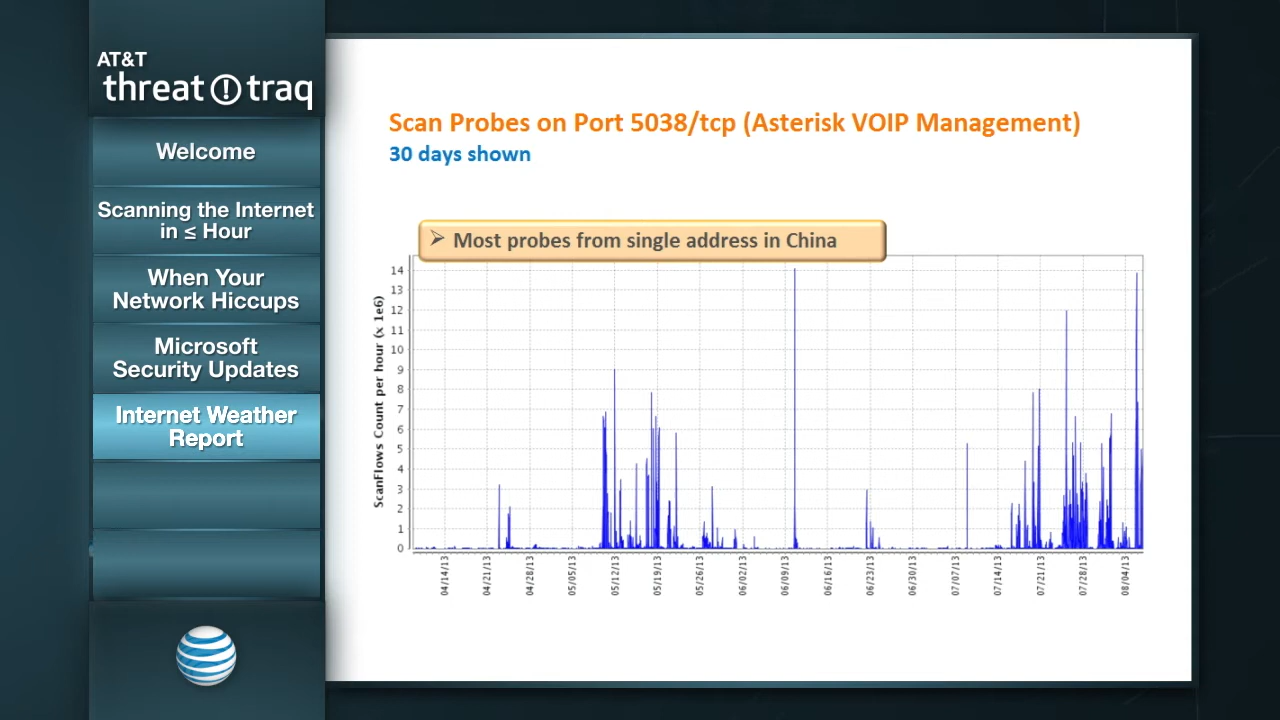 AT&T
threat traq
Welcome
Scanning the Internet
in ≤ Hour
When Your
Network Hiccups
Microsoft
Security Updates
Internet Weather
Report
Scan Probes on Port 5038/tcp (Asterisk VOIP Management)
30 days shown
➢ Most probes from single address in China
ScanFlows Count per hour (x 1e6)
14
13
12
11
10
9
8
7
6
5
4
3
2
1
0
04/14/13
04/21/13
04/28/13
05/05/13
05/12/13
05/19/13
05/26/13
06/02/13
06/09/13
06/16/13
06/23/13
06/30/13
07/07/13
07/14/13
07/21/13
07/28/13
08/04/13